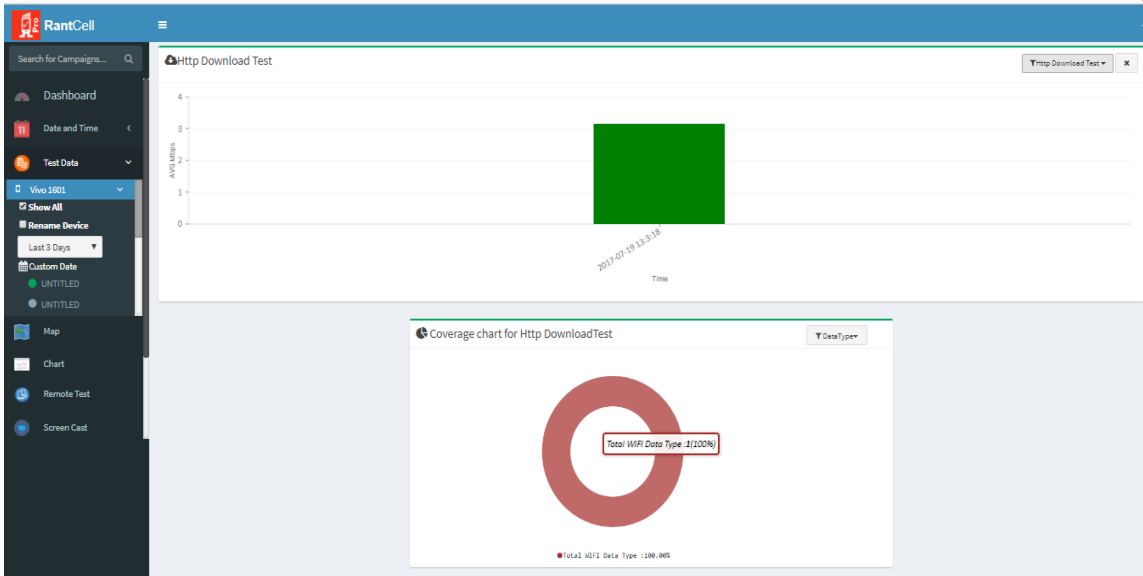 Pro
RantCell
Search for Campaigns...
Dashboard
11
Date and Time
Test Data
Vivo 1601
Show All
Rename Device
Last 3 Days
Custom Date
UNTITLED
UNTITLED
Map
Chart
Remote Test
Screen Cast
Http Download Test
Http Download Test
4
3
2
1
0
AVG Mbps
2017-07-19 13:3:18
Time
Coverage chart for Http DownloadTest
DataType
Total WIFI Data Type :1(100%)
Total WIFI Data Type :100.00%